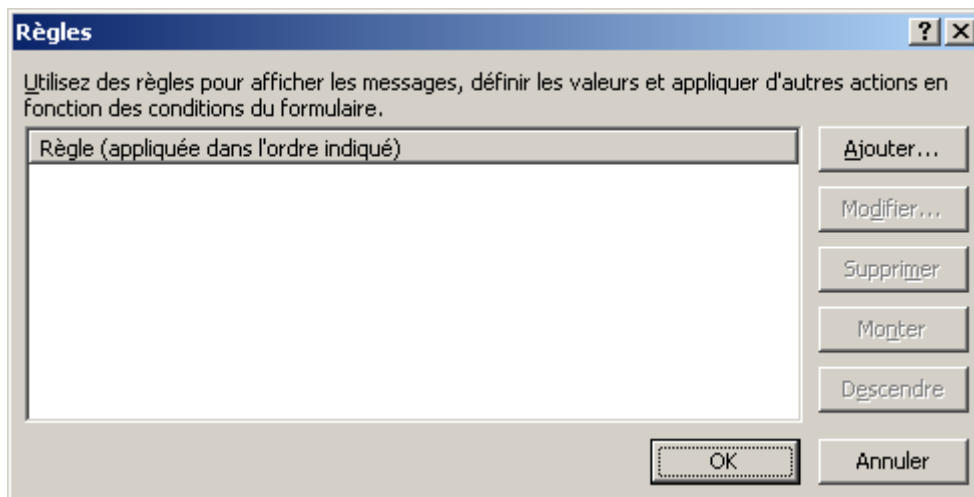 Règles
Utilisez des règles pour afficher les messages, définir les valeurs et appliquer d'autres actions en
fonction des conditions du formulaire.
Règle (appliquée dans l'ordre indiqué)
Ajouter...
Modifier...
Supprimer
Monter
Descendre
OK
Annuler